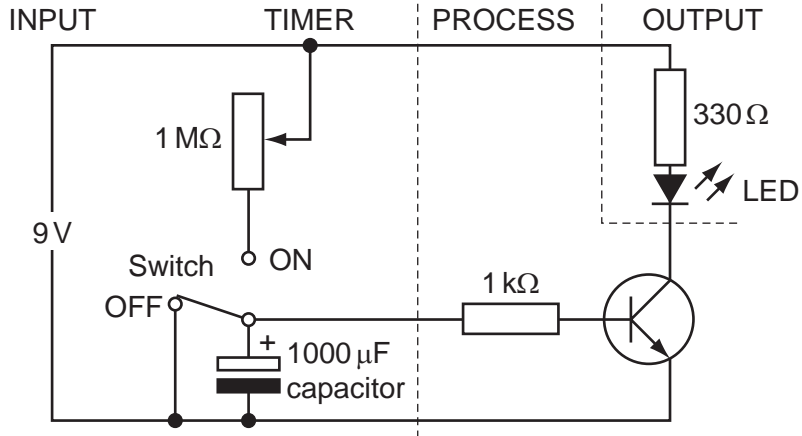 INPUT TIMER PROCESS OUTPUT
1 MΩ
330 Ω
LED
9 V
Switch
ON
OFF
1 kΩ
+
1000 μF
capacitor